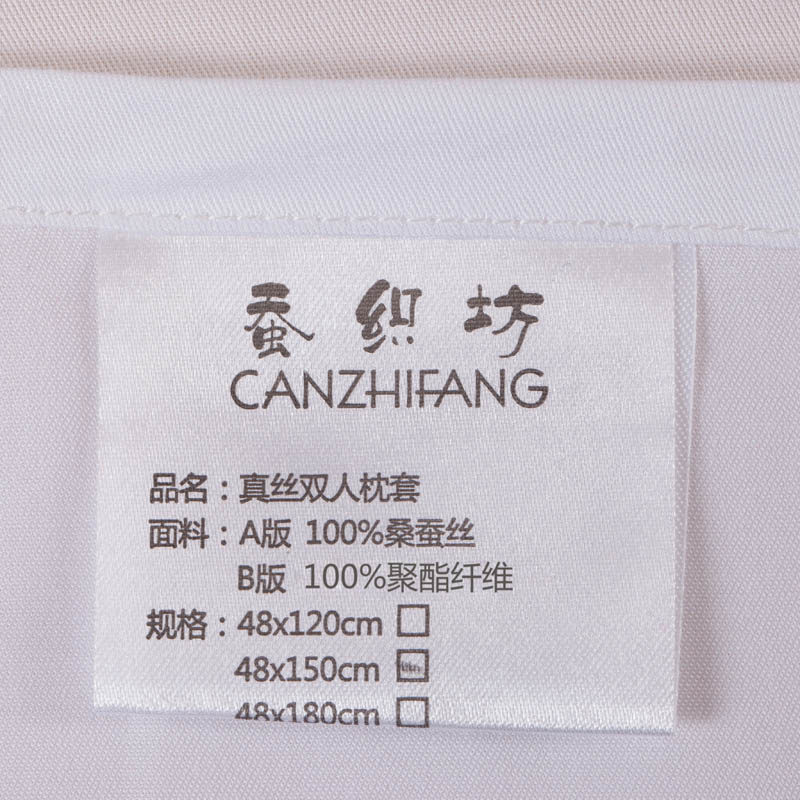 蚕织坊
CANZHIFANG
品名：真丝双人枕套
面料：A版 100%桑蚕丝
B版 100%聚酯纤维
规格：48x120cm
48x150cm
48x180cm